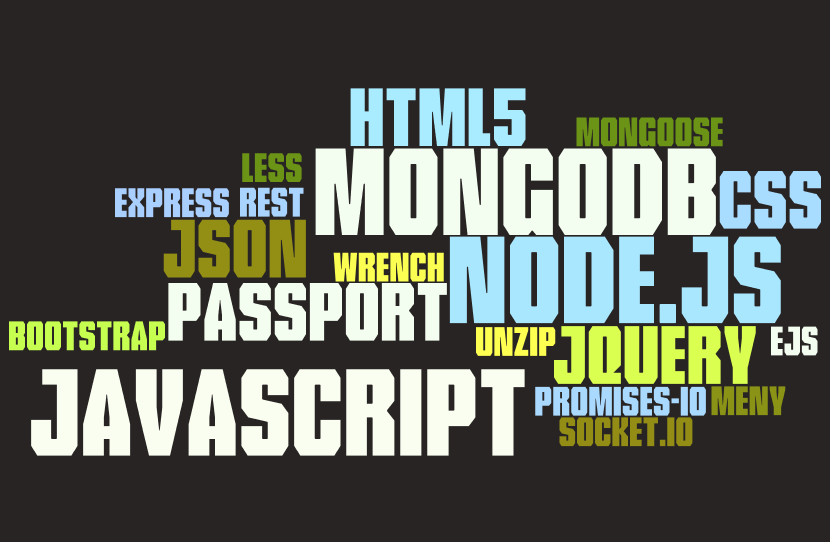 HTML5
MONGOOSE
LESS
MONGODB
EXPRESS REST
CSS
JSON
NODE.JS
WRENCH
PASSPORT
BOOTSTRAP
UNZIP
JQUERY
EJS
JAVASCRIPT
PROMISES-IO
MENY
SOCKET.IO